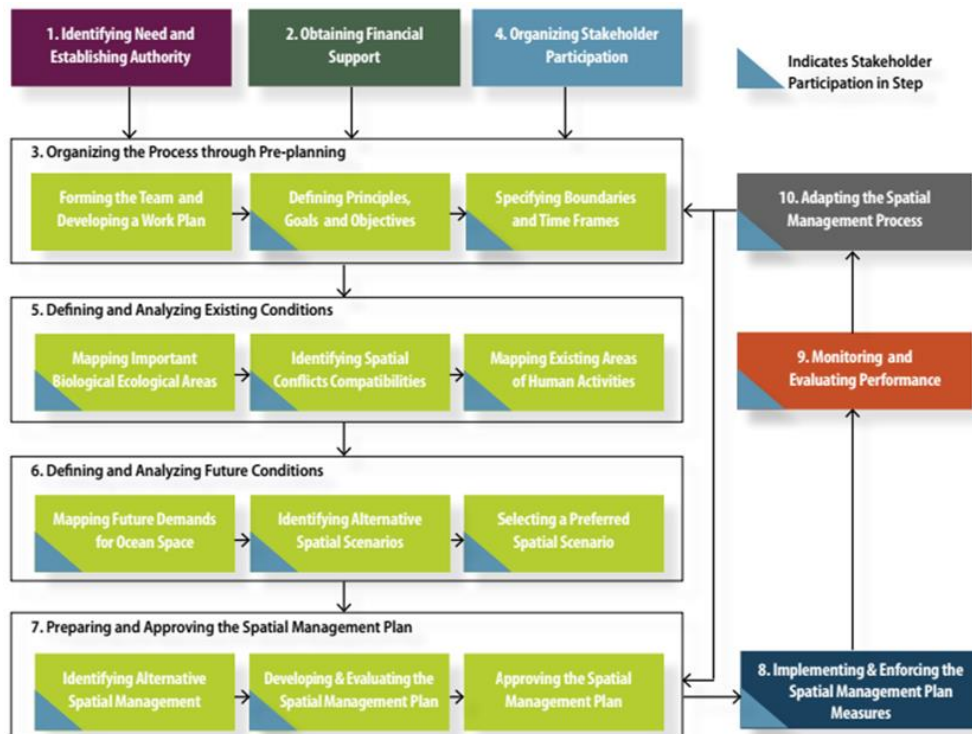 1. Identifying Need and
Establishing Authority
2. Obtaining Financial
Support
4. Organizing Stakeholder
Participation
Indicates Stakeholder
Participation in Step
3. Organizing the Process through Pre-planning
Forming the Team and
Developing a Work Plan
Defining Principles,
Goals and Objectives
Specifying Boundaries
and Time Frames
10. Adapting the Spatial
Management Process
5. Defining and Analyzing Existing Conditions
Mapping Important
Biological Ecological Areas
Identifying Spatial
Conflicts Compatibilities
Mapping Existing Areas
of Human Activities
9. Monitoring and
Evaluating Performance
6. Defining and Analyzing Future Conditions
Mapping Future Demands
for Ocean Space
Identifying Alternative
Spatial Scenarios
Selecting a Preferred
Spatial Scenario
7. Preparing and Approving the Spatial Management Plan
Identifying Alternative
Spatial Management
Developing & Evaluating the
Spatial Management Plan
Approving the Spatial
Management Plan
8. Implementing & Enforcing the
Spatial Management Plan
Measures